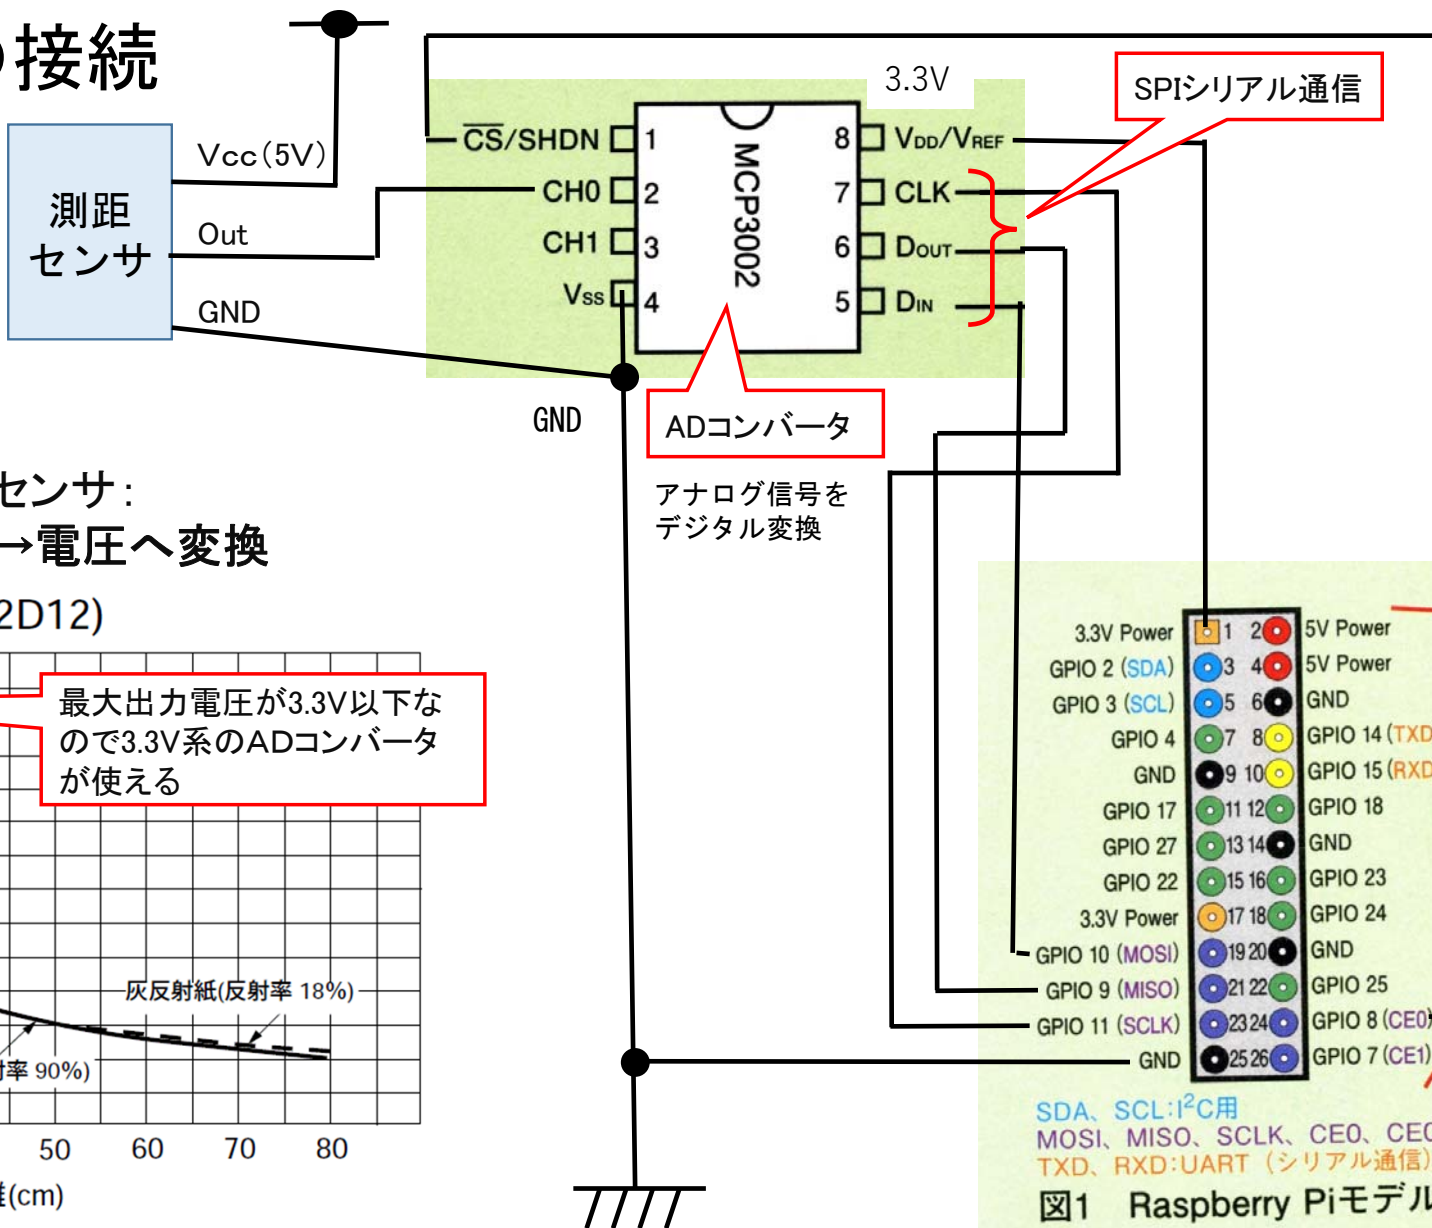 の接続
測距
センサ
Vcc(5V)
Out
GND
3.3V
SPIシリアル通信
CS/SHDN
CH0
CH1
VSS
1
2
3
4
MCP3002
8
7
6
5
VDD/VREF
CLK
DOUT
DIN
GND
ADコンバータ
アナログ信号を
デジタル変換
センサ:
→電圧へ変換
2D12)
最大出力電圧が3.3V以下な
ので3.3V系のADコンバータ
が使える
灰反射紙(反射率 18%)
射率 90%)
50 60 70 80
離(cm)
3.3V Power 1 2 5V Power
GPIO 2 (SDA) 3 4 5V Power
GPIO 3 (SCL) 5 6 GND
GPIO 4 7 8 GPIO 14 (TXD
GND 9 10 GPIO 15 (RXD
GPIO 17 11 12 GPIO 18
GPIO 27 13 14 GND
GPIO 22 15 16 GPIO 23
3.3V Power 17 18 GPIO 24
GPIO 10 (MOSI) 19 20 GND
GPIO 9 (MISO) 21 22 GPIO 25
GPIO 11 (SCLK) 23 24 GPIO 8 (CE0)
GND 25 26 GPIO 7 (CE1)
SDA、SCL:I²C用
MOSI、MISO、SCLK、CE0、CE0
TXD、RXD:UART (シリアル通信)
図1 Raspberry Piモデル